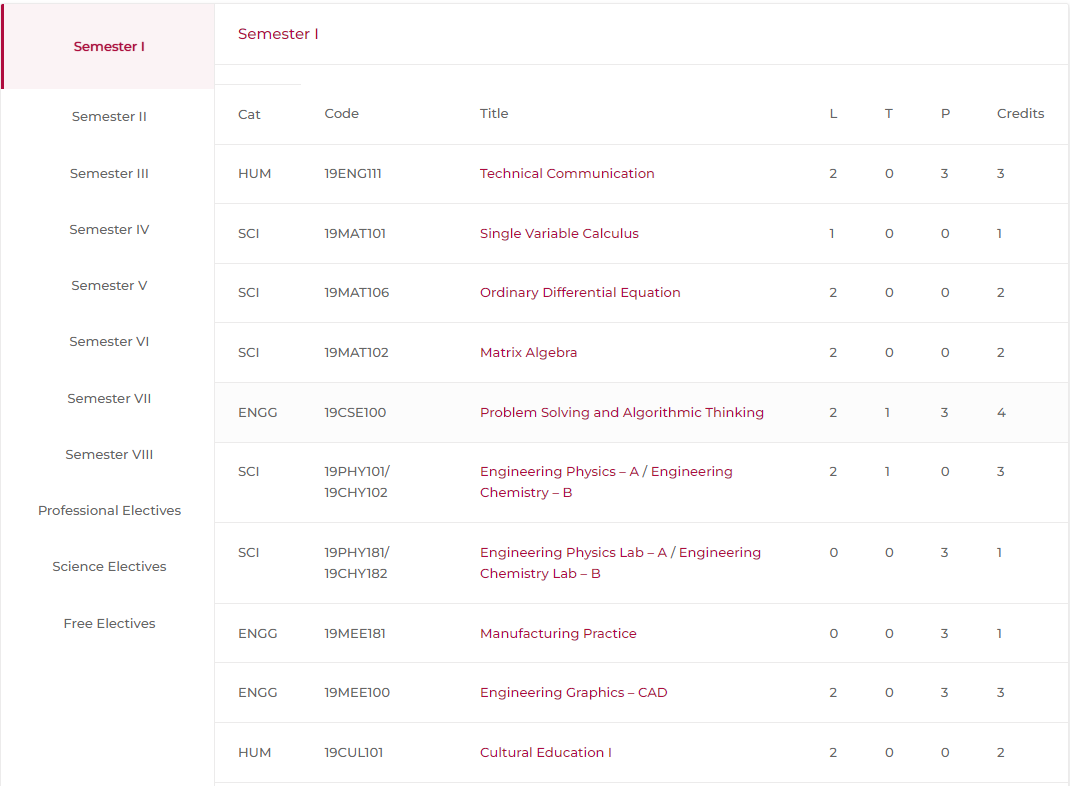 Semester I
Semester II
Semester III
Semester IV
Semester V
Semester VI
Semester VII
Semester VIII
Professional Electives
Science Electives
Free Electives
Semester I
Cat Code Title L T P Credits
HUM 19ENG111 Technical Communication 2 0 3 3
SCI 19MAT101 Single Variable Calculus 1 0 0 1
SCI 19MAT106 Ordinary Differential Equation 2 0 0 2
SCI 19MAT102 Matrix Algebra 2 0 0 2
ENGG 19CSE100 Problem Solving and Algorithmic Thinking 2 1 3 4
SCI 19PHY101/ Engineering Physics – A / Engineering 2 1 0 3
19CHY102 Chemistry – B
SCI 19PHY181/ Engineering Physics Lab – A / Engineering 0 0 3 1
19CHY182 Chemistry Lab – B
ENGG 19MEE181 Manufacturing Practice 0 0 3 1
ENGG 19MEE100 Engineering Graphics – CAD 2 0 3 3
HUM 19CUL101 Cultural Education I 2 0 0 2